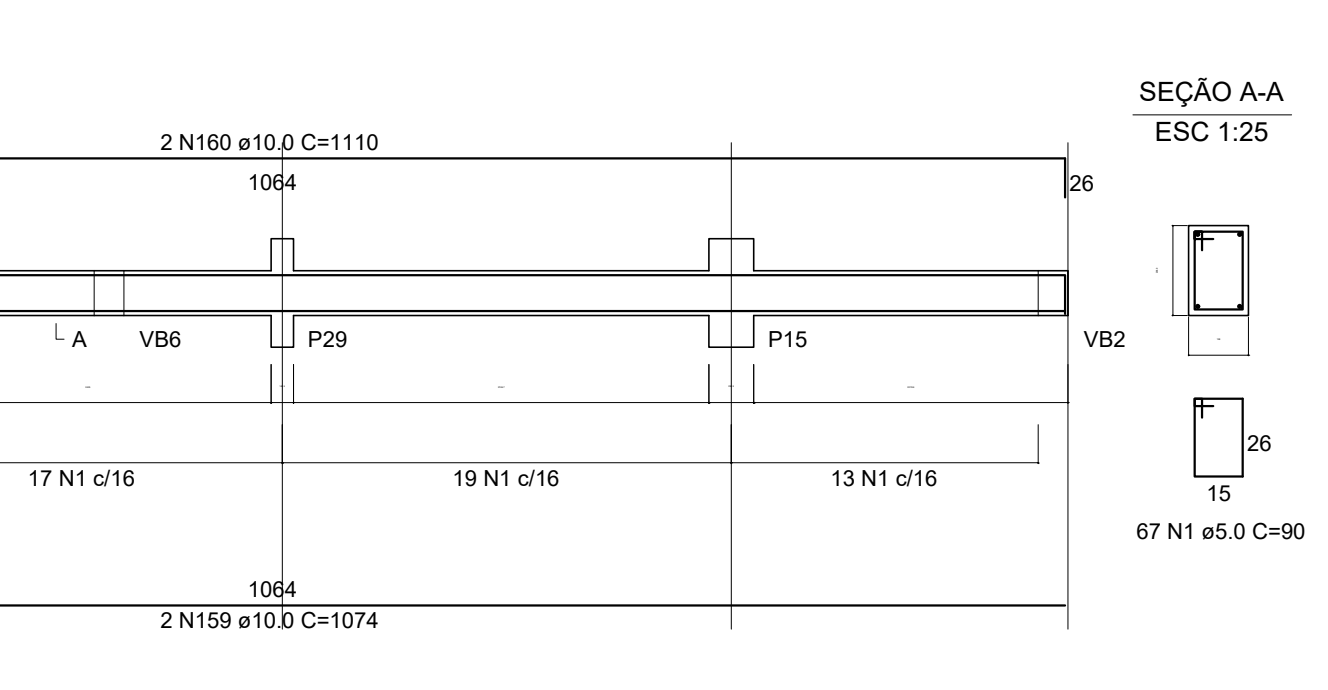 SEÇÃO A-A
ESC 1:25
2 N160 ø10.0 C=1110
1064
26
A
VB6
P29
P15
VB2
17 N1 c/16
19 N1 c/16
13 N1 c/16
26
15
67 N1 ø5.0 C=90
1064
2 N159 ø10.0 C=1074